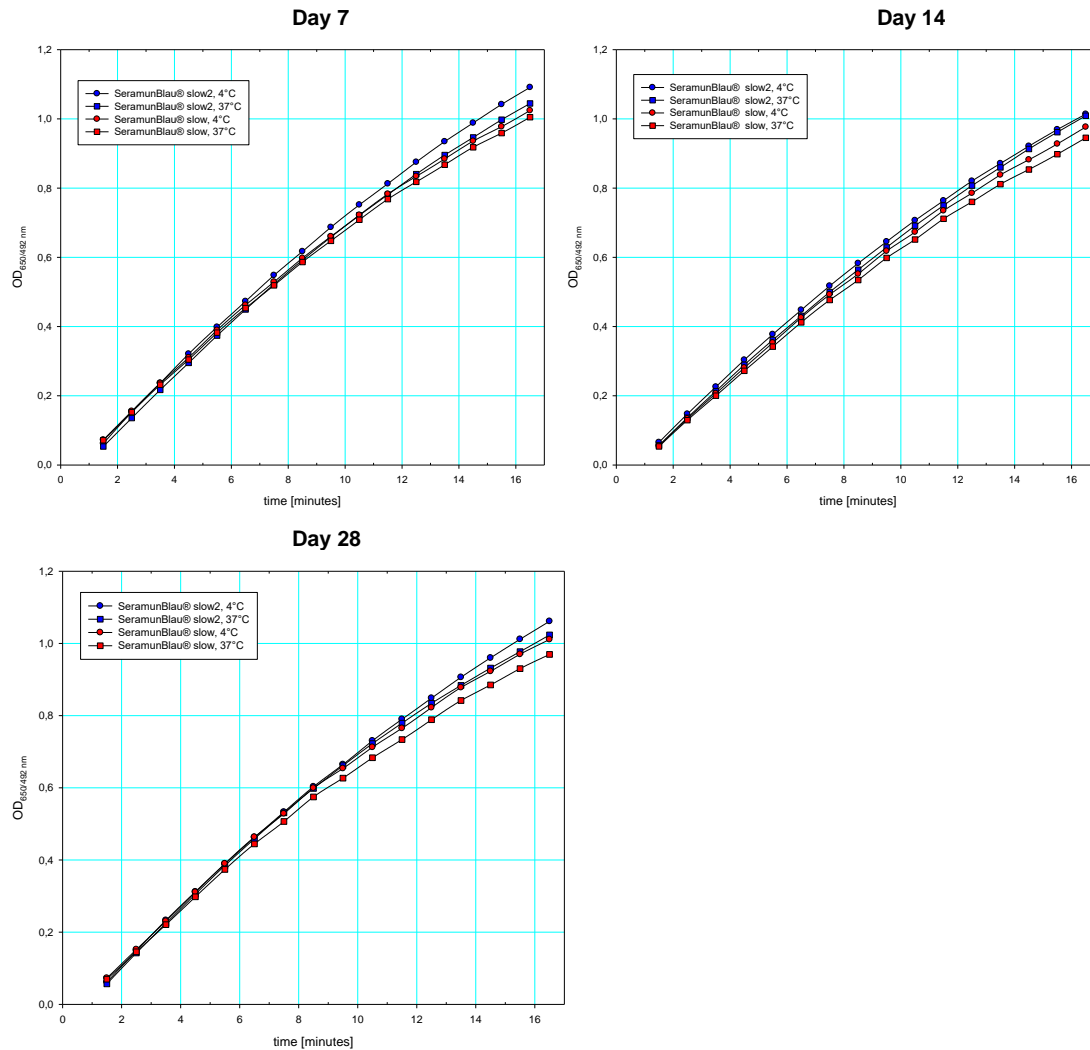 Day 7
1,2
1,0
0,8
0,6
0,4
0,2
0,0
OD650/492 nm
SeramunBlau® slow2, 4°C
SeramunBlau® slow2, 37°C
SeramunBlau® slow, 4°C
SeramunBlau® slow, 37°C
0 2 4 6 8 10 12 14 16
time [minutes]
Day 14
1,2
1,0
0,8
0,6
0,4
0,2
0,0
OD650/492 nm
SeramunBlau® slow2, 4°C
SeramunBlau® slow2, 37°C
SeramunBlau® slow, 4°C
SeramunBlau® slow, 37°C
0 2 4 6 8 10 12 14 16
time [minutes]
Day 28
1,2
1,0
0,8
0,6
0,4
0,2
0,0
OD650/492 nm
SeramunBlau® slow2, 4°C
SeramunBlau® slow2, 37°C
SeramunBlau® slow, 4°C
SeramunBlau® slow, 37°C
0 2 4 6 8 10 12 14 16
time [minutes]